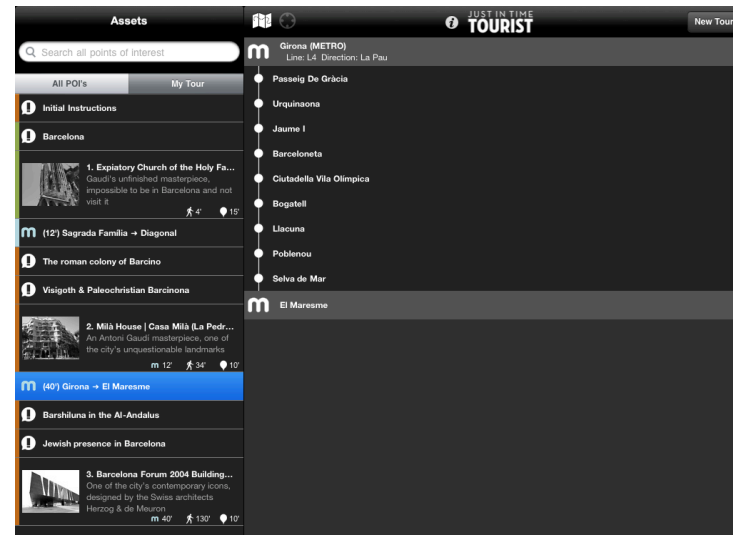 Assets
Search all points of interest
All POI's
My Tour
Initial Instructions
Barcelona
1. Expiatory Church of the Holy Fa...
Gaudí's unfinished masterpiece,
impossible to be in Barcelona and not
visit it
4' 15'
m (12') Sagrada Família → Diagonal
The roman colony of Barcino
Visigoth & Paleochristian Barcinona
2. Milà House | Casa Milà (La Pedr...
An Antoni Gaudí masterpiece, one of
the city's unquestionable landmarks
m 12' 34' 10'
m (40') Girona → El Maresme
Barshiluna in the Al-Andalus
Jewish presence in Barcelona
3. Barcelona Forum 2004 Building...
One of the city's contemporary icons,
designed by the Swiss architects
Herzog & de Meuron
m 40' 130' 10'
JUST IN TIME
TOURIST
New Tour
m Girona (METRO)
Line: L4 Direction: La Pau
Passeig De Gràcia
Urquinaona
Jaume I
Barceloneta
Ciutadella Vila Olímpica
Bogatell
Llacuna
Poblenou
Selva de Mar
m El Maresme